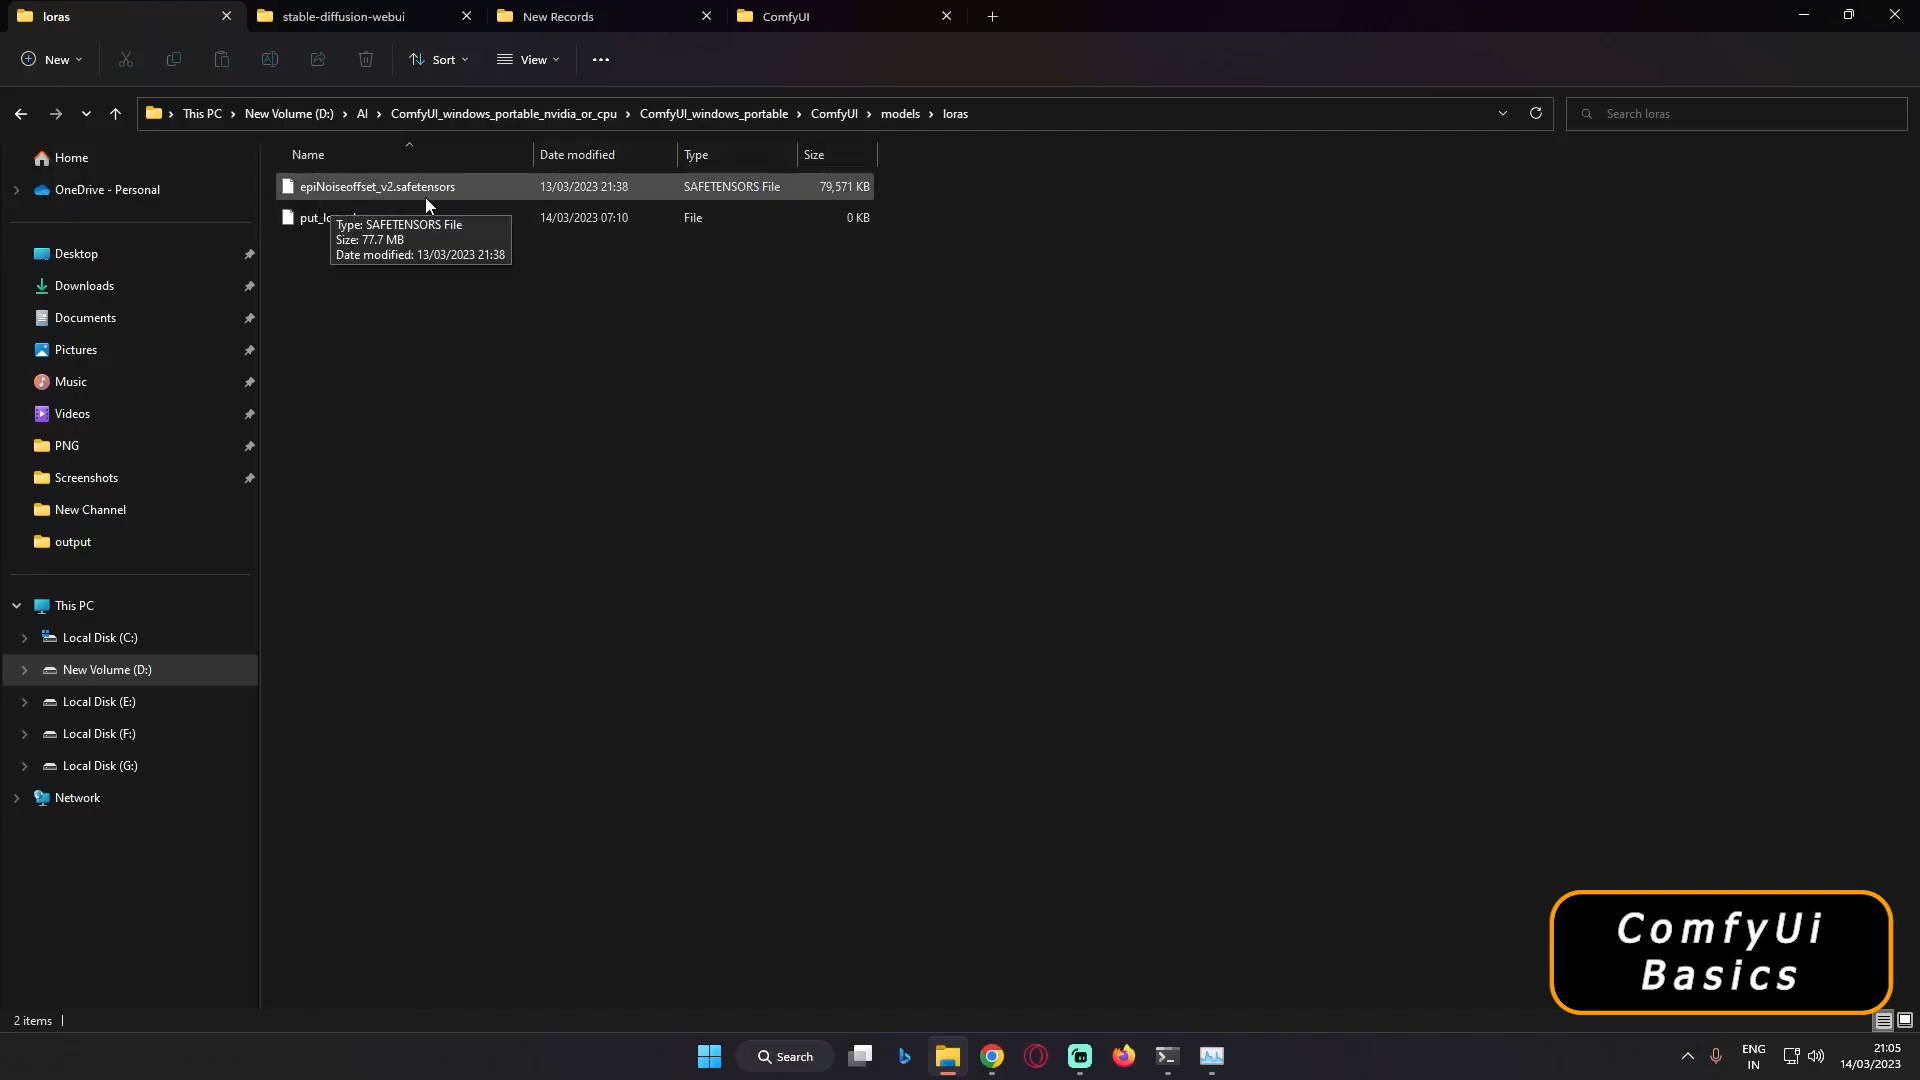 loras
stable-diffusion-webui
New Records
ComfyUI
New
Sort
View
This PC
New Volume (D:)
AI
ComfyUI_windows_portable_nvidia_or_cpu
ComfyUI_windows_portable
ComfyUI
models
loras
Search loras
Name
Date modified
Type
Size
epiNoiseoffset_v2.safetensors
13/03/2023 21:38
SAFETENSORS File
79,571 KB
14/03/2023 07:10
File
0 KB
Type: SAFETENSORS File
Size: 77.7 MB
Date modified: 13/03/2023 21:38
Home
OneDrive - Personal
Desktop
Downloads
Documents
Pictures
Music
Videos
PNG
Screenshots
New Channel
output
This PC
Local Disk (C:)
New Volume (D:)
Local Disk (E:)
Local Disk (F:)
Local Disk (G:)
Network
ComfyUi
Basics
2 items
Search
ENG
IN
21:05
14/03/2023